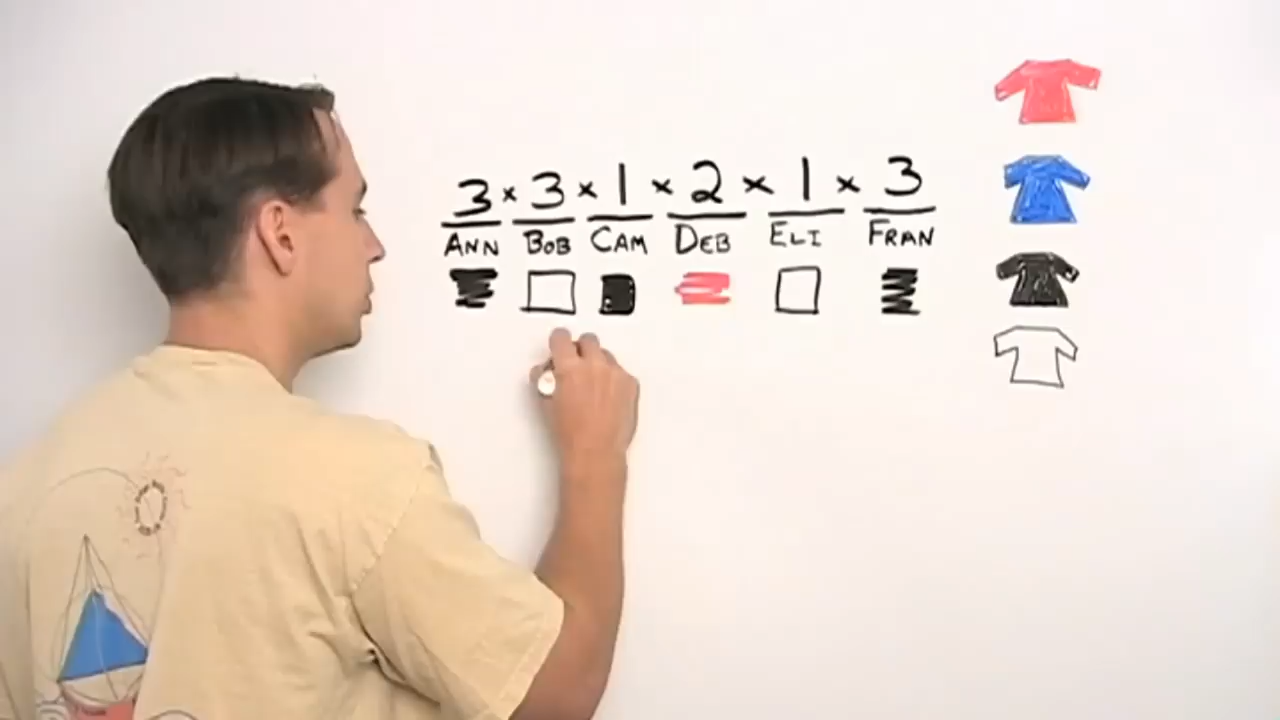 3 × 3 × 1 × 2 × 1 × 3
ANN BOB CAM DEB ELI FRAN